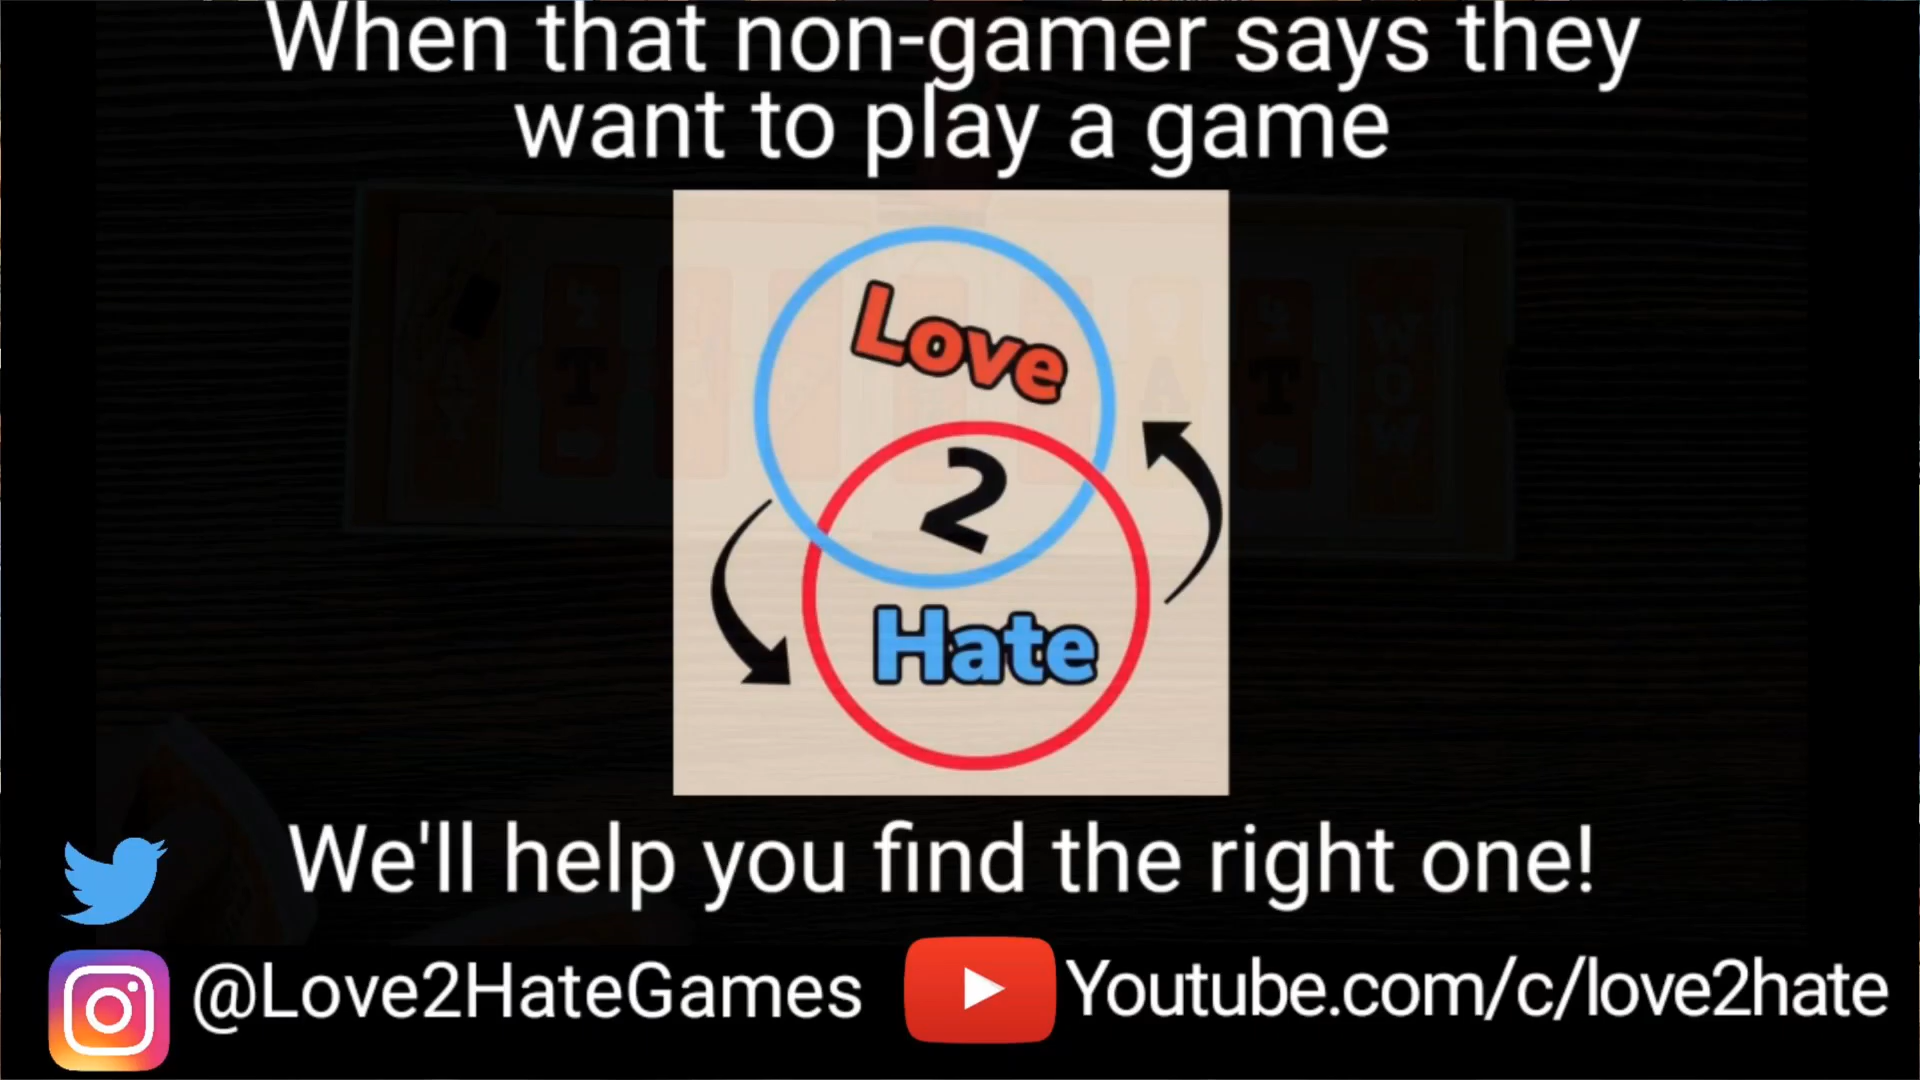 When that non-gamer says they
want to play a game
Love
2
Hate
We'll help you find the right one!
@Love2HateGames
Youtube.com/c/love2hate